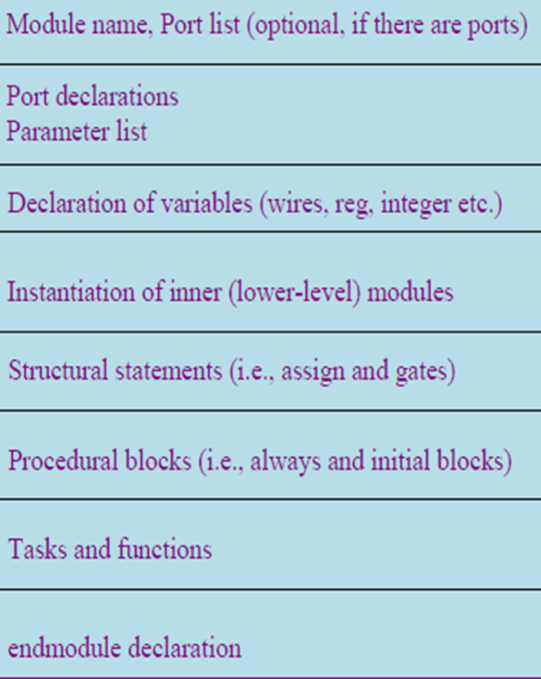 Module name, Port list (optional, if there are ports)
Port declarations
Parameter list
Declaration of variables (wires, reg, integer etc.)
Instantiation of inner (lower-level) modules
Structural statements (i.e., assign and gates)
Procedural blocks (i.e., always and initial blocks)
Tasks and functions
endmodule declaration